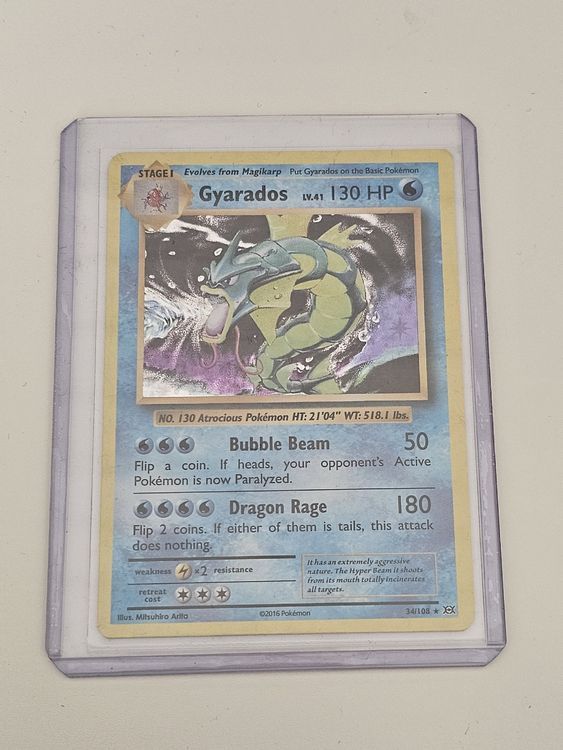 STAGE 1 Evolves from Magikarp Put Gyarados on the Basic Pokémon
Gyarados LV.41 130 HP
NO. 130 Atrocious Pokémon HT: 21'04" WT: 518.1 lbs.
Bubble Beam 50
Flip a coin. If heads, your opponent's Active
Pokémon is now Paralyzed.
Dragon Rage 180
Flip 2 coins. If either of them is tails, this attack
does nothing.
weakness ×2 resistance
retreat
cost
It has an extremely aggressive
nature. The Hyper Beam it shoots
from its mouth totally incinerates
all targets.
Illus. Mitsuhiro Arita ©2016 Pokémon 34/108 ★